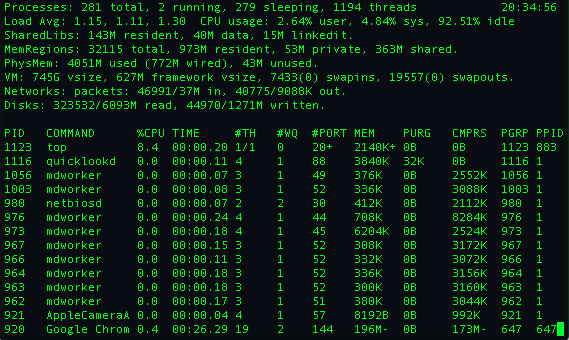 Processes: 281 total, 2 running, 279 sleeping, 1194 threads 20:34:56
Load Avg: 1.15, 1.11, 1.30 CPU usage: 2.64% user, 4.84% sys, 92.51% idle
SharedLibs: 143M resident, 40M data, 15M linkedit.
MemRegions: 32115 total, 973M resident, 53M private, 363M shared.
PhysMem: 4051M used (772M wired), 43M unused.
VM: 745G vsize, 627M framework vsize, 7433(0) swapins, 19557(0) swapouts.
Networks: packets: 46991/37M in, 40775/9088K out.
Disks: 323532/6093M read, 44970/1271M written.
PID COMMAND %CPU TIME #TH #WQ #PORT MEM PURG CMPRS PGRP PPID
1123 top 8.4 00:00.20 1/1 0 20+ 2140K+ 0B 0B 1123 883
1116 quicklookd 0.0 00:00.11 4 1 88 3840K 32K 0B 1116 1
1056 mdworker 0.0 00:00.07 3 1 49 376K 0B 2552K 1056 1
1003 mdworker 0.0 00:00.08 3 1 52 336K 0B 3088K 1003 1
980 netbiosd 0.0 00:00.07 2 2 30 412K 0B 2112K 980 1
976 mdworker 0.0 00:00.24 4 1 44 708K 0B 8284K 976 1
973 mdworker 0.0 00:00.18 4 1 45 6204K 0B 2524K 973 1
967 mdworker 0.0 00:00.15 3 1 52 308K 0B 3172K 967 1
966 mdworker 0.0 00:00.11 3 1 52 332K 0B 3072K 966 1
964 mdworker 0.0 00:00.18 3 1 52 336K 0B 3156K 964 1
963 mdworker 0.0 00:00.18 3 1 52 300K 0B 3160K 963 1
962 mdworker 0.0 00:00.17 3 1 51 380K 0B 3044K 962 1
921 AppleCameraA 0.0 00:00.04 4 1 57 8192B 0B 992K 921 1
920 Google Chrom 0.4 00:26.29 19 2 144 196M- 0B 173M- 647 647